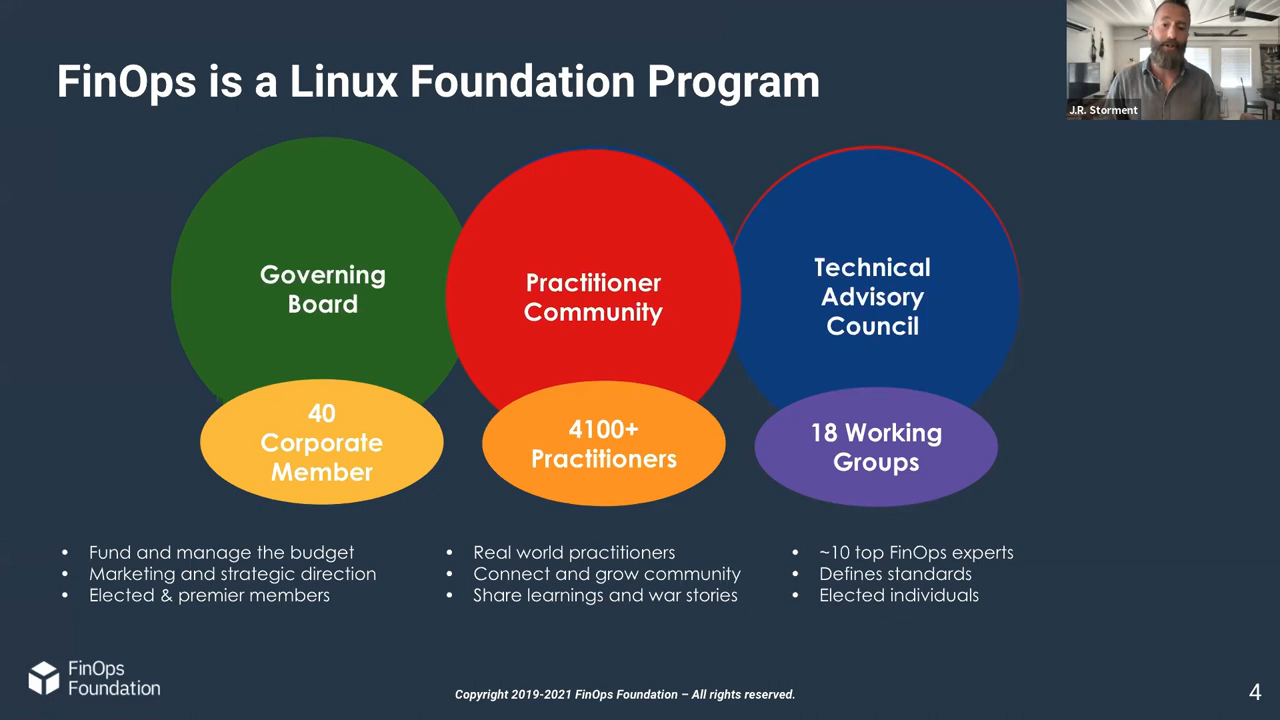 FinOps is a Linux Foundation Program
J.R. Storment
Governing
Board
Practitioner
Community
Technical
Advisory
Council
40
Corporate
Member
4100+
Practitioners
18 Working
Groups
• Fund and manage the budget
• Marketing and strategic direction
• Elected & premier members
• Real world practitioners
• Connect and grow community
• Share learnings and war stories
• ~10 top FinOps experts
• Defines standards
• Elected individuals
FinOps
Foundation
Copyright 2019-2021 FinOps Foundation – All rights reserved.
4